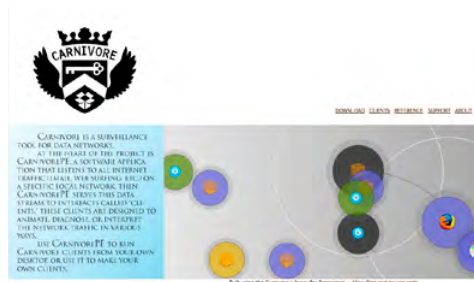 CARNIVORE
DOWNLOAD CLIENTS REFERENCE SUPPORT ABOUT
CARNIVORE IS A SURVEILLANCE
TOOL FOR DATA NETWORKS.
AT THE HEART OF THE PROJECT IS
CARNIVOREPE, A SOFTWARE APPLICA-
TION THAT LISTENS TO ALL INTERNET
TRAFFIC (EMAIL, WEB SURFING, ETC.) ON
A SPECIFIC LOCAL NETWORK. THEN
CARNIVOREPE SERVES THIS DATA
STREAM TO INTERFACES CALLED "CLI-
ENTS." THESE CLIENTS ARE DESIGNED TO
ANIMATE, DIAGNOSE, OR INTERPRET
THE NETWORK TRAFFIC IN VARIOUS
WAYS.
USE CARNIVOREPE TO RUN
CARNIVORE CLIENTS FROM YOUR OWN
DESKTOP OR USE IT TO MAKE YOUR
OWN CLIENTS.